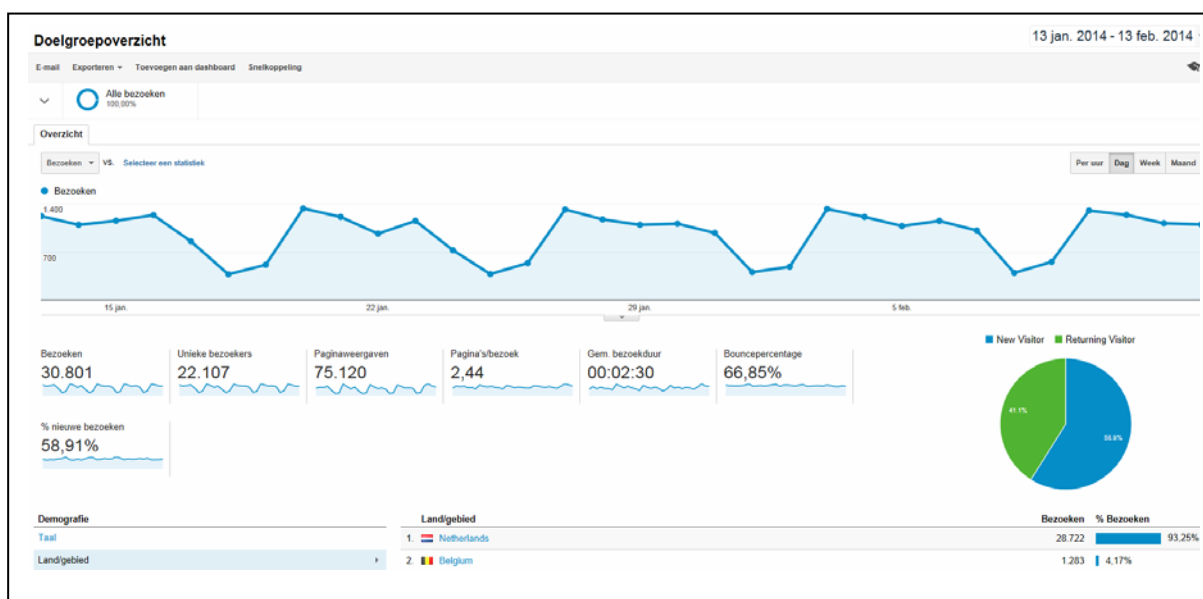 Doelgroepoverzicht
13 jan. 2014 - 13 feb. 2014
E-mail Exporteren Toevoegen aan dashboard Snelkoppeling
Alle bezoeken
100,00%
Overzicht
Bezoeken VS. Selecteer een statistiek
Per uur Dag Week Maand
Bezoeken
1.400
700
15 jan. 22 jan. 29 jan. 5 feb.
New Visitor Returning Visitor
Bezoeken Unieke bezoekers Paginaweergaven Pagina's/bezoek Gem. bezoekduur Bouncepercentage
30.801 22.107 75.120 2,44 00:02:30 66,85%
41.1%
% nieuwe bezoeken
58,91%
Demografie
Taal
Land/gebied
Land/gebied Bezoeken % Bezoeken
1. Netherlands 28.722 93,25%
2. Belgium 1.283 4,17%